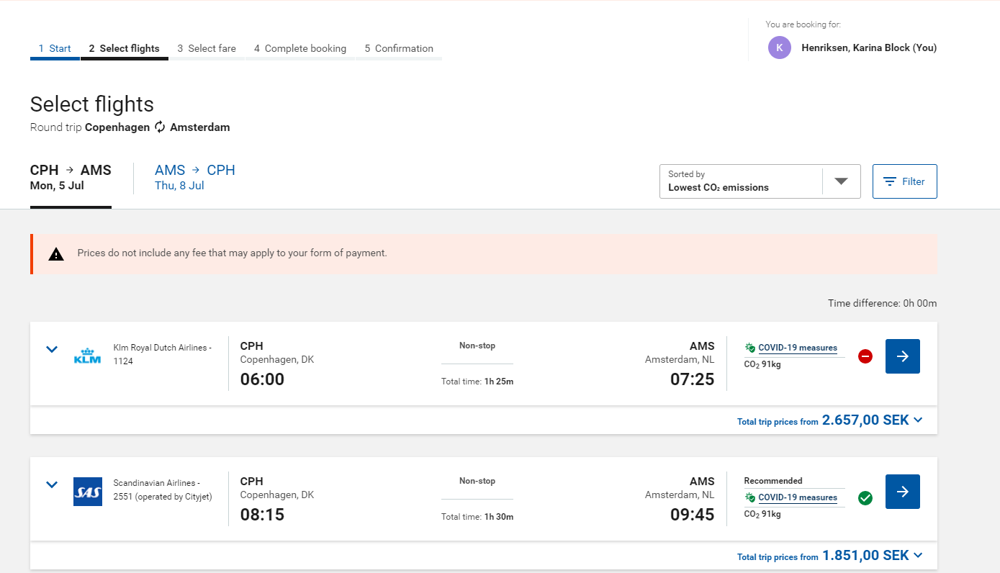 You are booking for:
1 Start 2 Select flights 3 Select fare 4 Complete booking 5 Confirmation
K Henriksen, Karina Block (You)
Select flights
Round trip Copenhagen Amsterdam
CPH → AMS
Mon, 5 Jul
AMS → CPH
Thu, 8 Jul
Sorted by
Lowest CO₂ emissions
Filter
Prices do not include any fee that may apply to your form of payment.
Time difference: 0h 00m
KLM
Klm Royal Dutch Airlines -
1124
CPH
Copenhagen, DK
06:00
Non-stop
Total time: 1h 25m
AMS
Amsterdam, NL
07:25
COVID-19 measures
CO₂ 91kg
Total trip prices from 2.657,00 SEK
SAS
Scandinavian Airlines -
2551 (operated by Cityjet)
CPH
Copenhagen, DK
08:15
Non-stop
Total time: 1h 30m
AMS
Amsterdam, NL
09:45
Recommended
COVID-19 measures
CO₂ 91kg
Total trip prices from 1.851,00 SEK